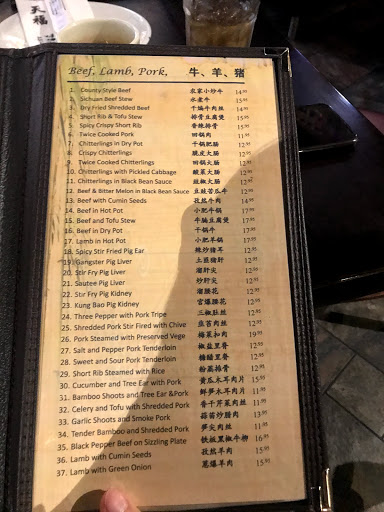 天福
Beef, Lamb, Pork, 牛、羊、豬
1. County Style Beef 农家小炒牛 14.95
2. Sichuan Beef Stew 水煮牛 15.95
3. Dry Fried Shredded Beef 干煸牛肉丝 14.95
4. Short Rib & Tofu Stew 排骨豆腐煲 15.95
5. Spicy Crispy Short Rib 香辣排骨 15.95
6. Twice Cooked Pork 回锅肉 11.95
7. Chitterlings in Dry Pot 干锅肥肠 12.95
8. Crispy Chitterlings 脆皮大肠 12.95
9. Twice Cooked Chitterlings 回锅大肠 12.95
10. Chitterlings with Pickled Cabbage 酸菜大肠 12.95
11. Chitterlings in Black Bean Sauce 豉椒大肠 12.95
12. Beef & Bitter Melon in Black Bean Sauce 豆豉苦瓜牛 12.95
13. Beef with Cumin Seeds 孜然牛肉 14.95
14. Beef in Hot Pot 小肥牛锅 17.95
15. Beef and Tofu Stew 牛腩豆腐煲 17.95
16. Beef in Dry Pot 干锅牛 17.95
17. Lamb in Hot Pot 小肥羊锅 17.95
18. Spicy Stir Fried Pig Ear 辣炒猪耳 12.95
19. Gangster Pig Liver 土匪猪肝 12.95
20. Stir Fry Pig Liver 溜肝尖 12.95
21. Sautee Pig Liver 炒肝尖 12.95
22. Stir Fry Pig Kidney 溜腰花 12.95
23. Kung Bao Pig Kidney 宫爆腰花 12.95
24. Three Pepper with Pork Tripe 三椒肚丝 12.95
25. Shredded Pork Stir Fired with Chive 韭苔肉丝 12.95
26. Pork Steamed with Preserved Vege 梅菜扣肉 12.95
27. Salt and Pepper Pork Tenderloin 椒盐里脊 12.95
28. Sweet and Sour Pork Tenderloin 糖醋里脊 12.95
29. Short Rib Steamed with Rice 粉蒸排骨 12.95
30. Cucumber and Tree Ear with Pork 黄瓜木耳肉片 15.95
31. Bamboo Shoots and Tree Ear &Pork 鲜笋木耳肉片 11.95
32. Celery and Tofu with Shredded Pork 香干芹菜肉丝 11.95
33. Garlic Shoots and Smoke Pork 蒜苗炒腊肉 13.95
34. Tender Bamboo and Shredded Pork 笋尖肉丝 11.95
35. Black Pepper Beef on Sizzling Plate 铁板黑椒牛柳 16.95
36. Lamb with Cumin Seeds 孜然羊肉 15.95
37. Lamb with Green Onion 葱爆羊肉 15.95